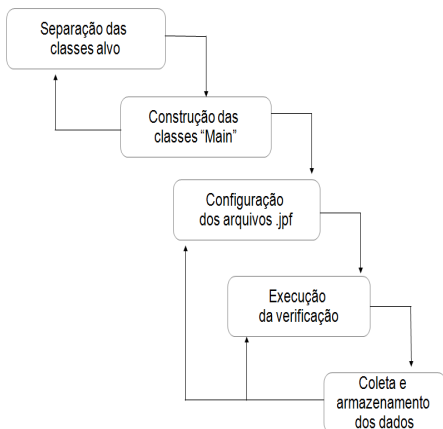 Separação das
classes alvo
Construção das
classes “Main”
Configuração
dos arquivos .jpf
Execução
da verificação
Coleta e
armazenamento
dos dados